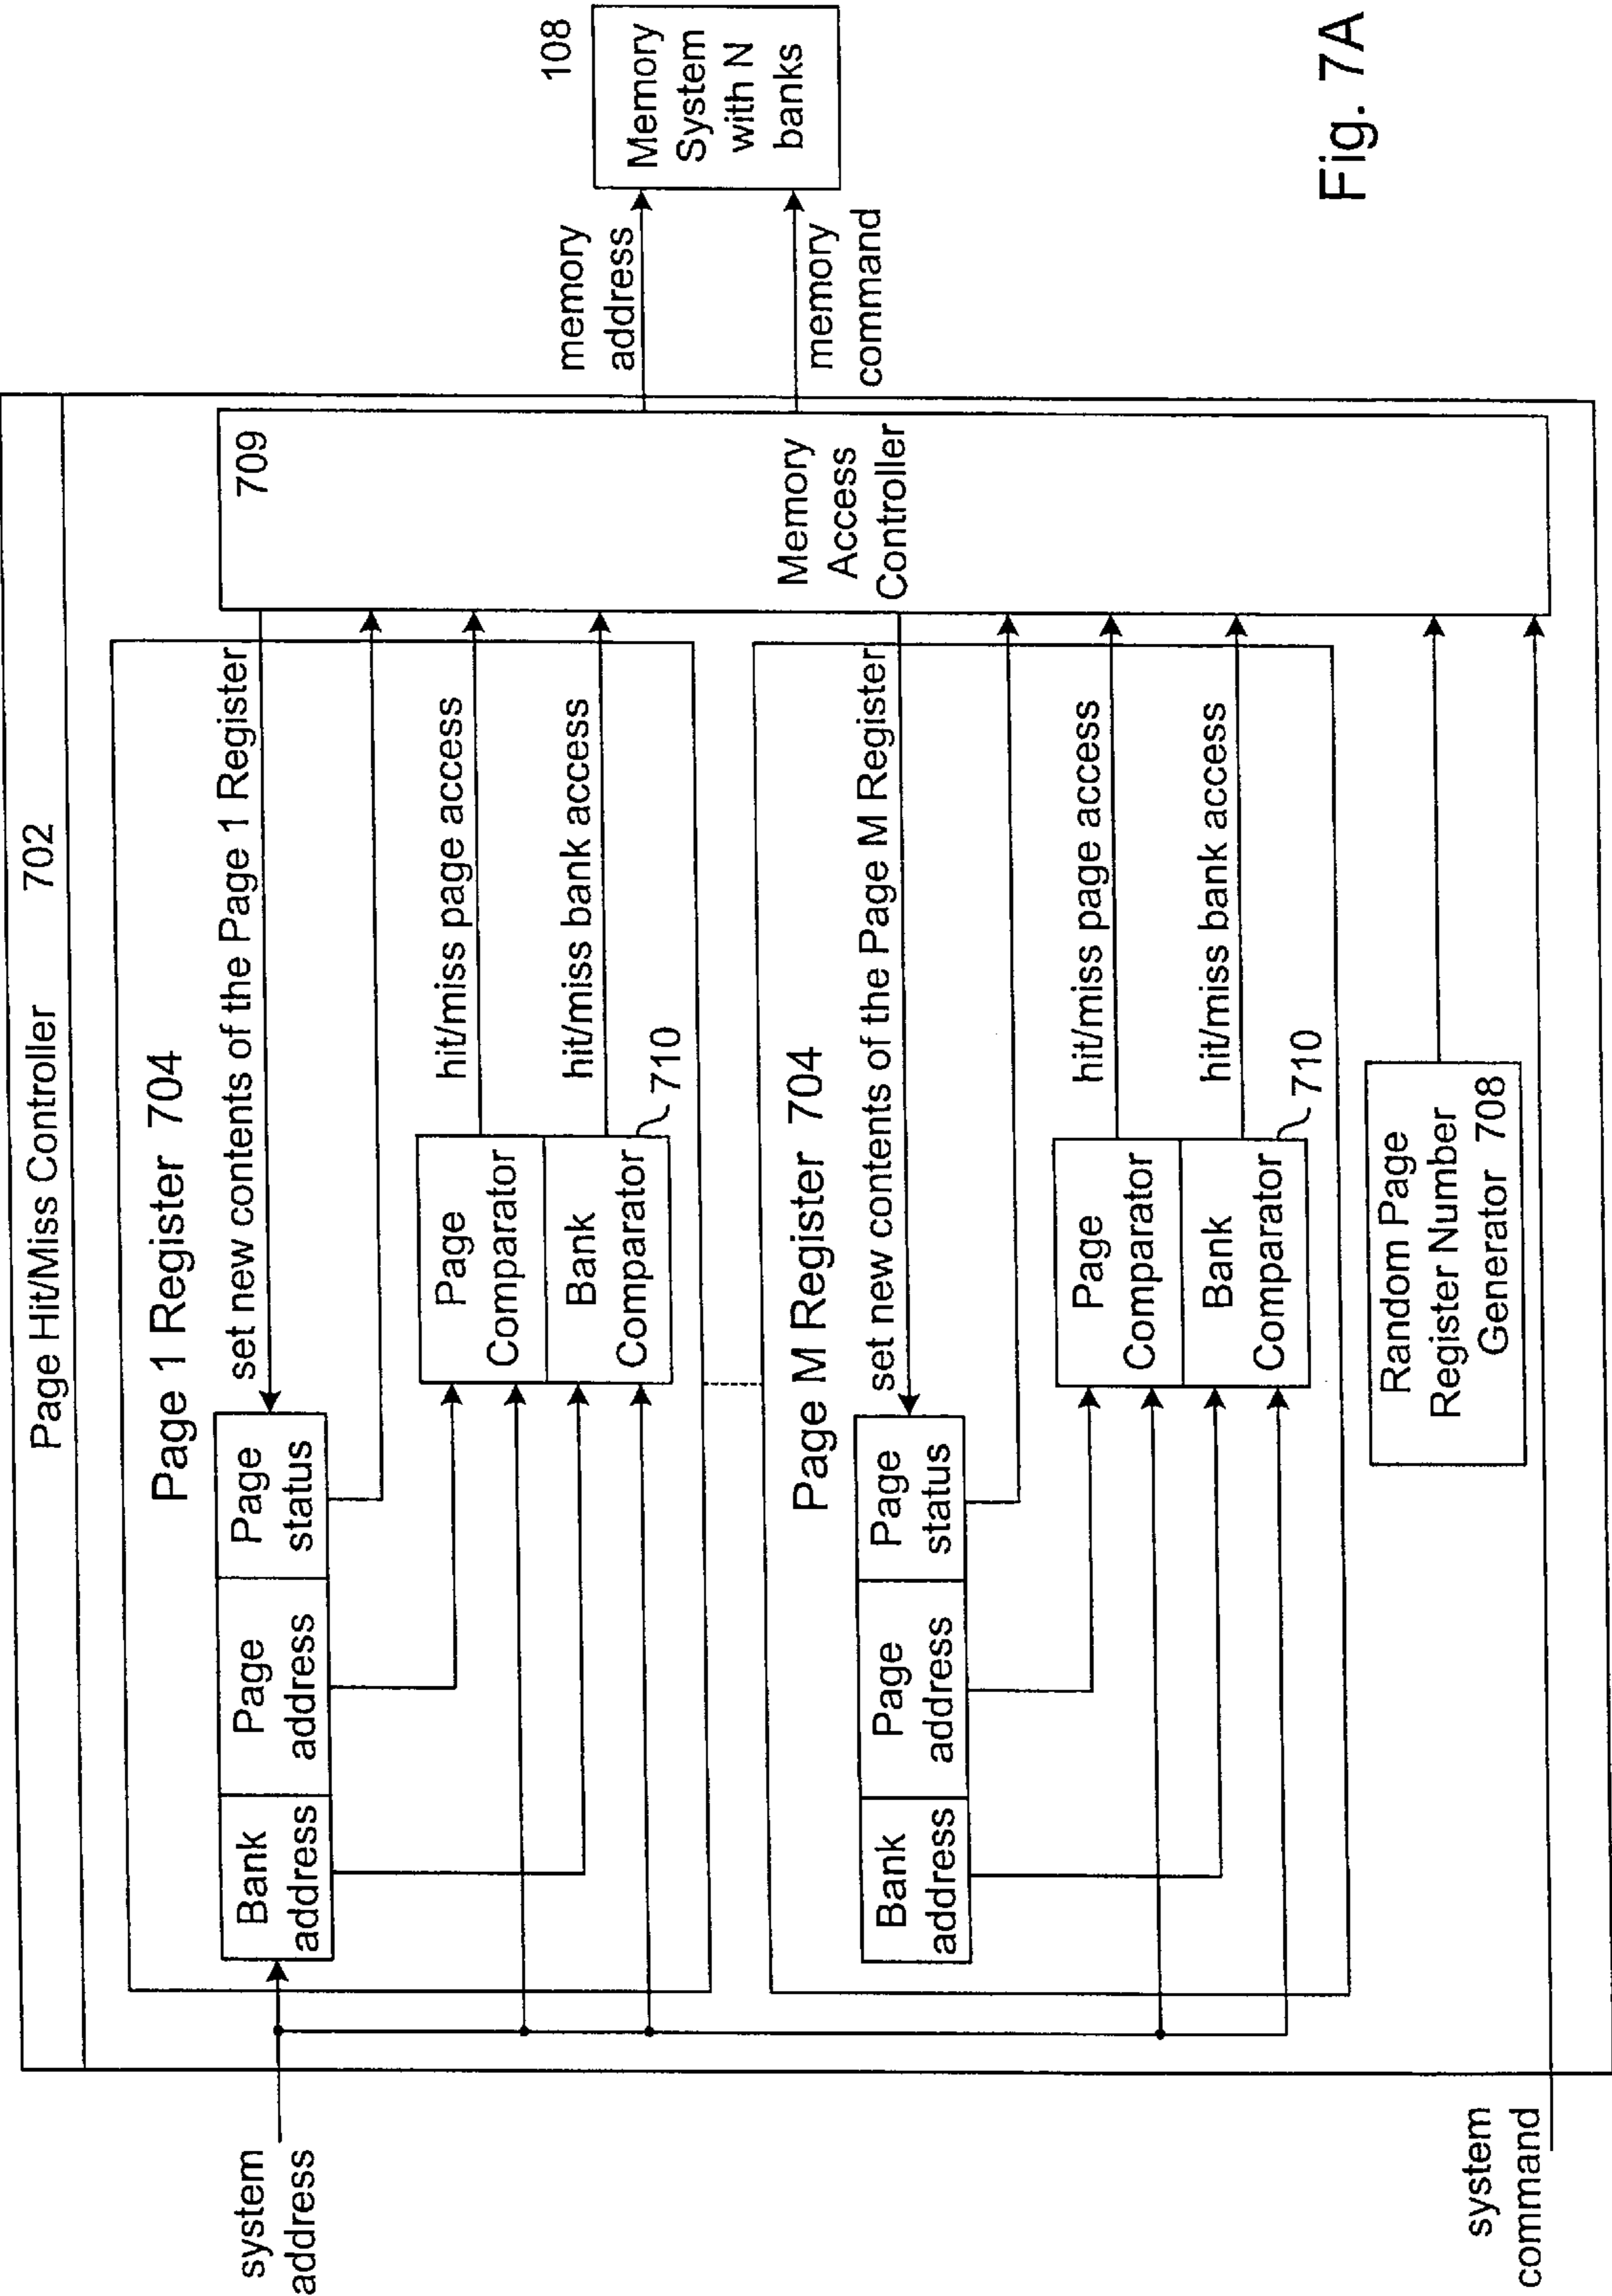 Page Hit/Miss Controller 702
Page 1 Register 704
set new contents of the Page 1 Register
system
address
Bank
address
Page
address
Page
status
Page
Comparator
Bank
Comparator
710
hit/miss page access
hit/miss bank access
Page M Register 704
set new contents of the Page M Register
Bank
address
Page
address
Page
status
Page
Comparator
Bank
Comparator
710
hit/miss page access
hit/miss bank access
Random Page
Register Number
Generator 708
system
command
709
Memory
Access
Controller
memory
address
memory
command
108
Memory
System
with N
banks
Fig. 7A